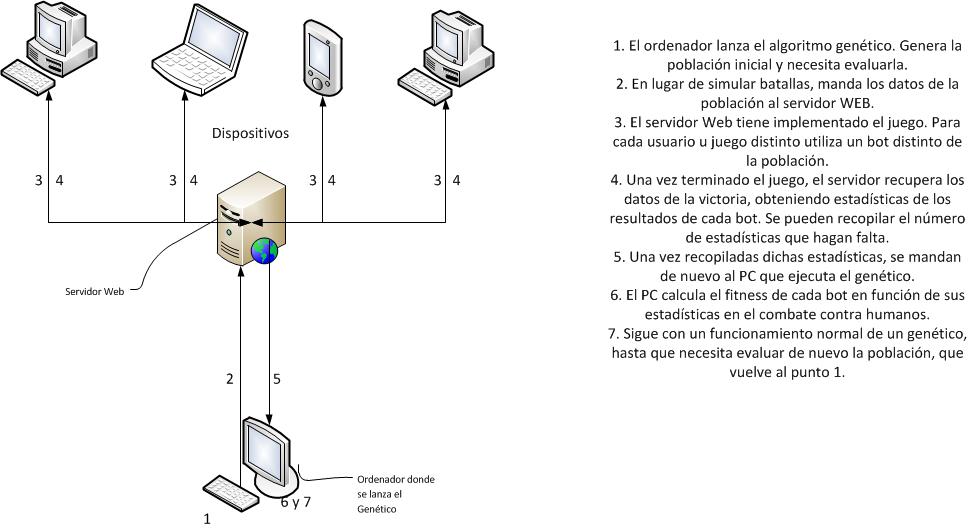 1. El ordenador lanza el algoritmo genético. Genera la
población inicial y necesita evaluarla.
2. En lugar de simular batallas, manda los datos de la
población al servidor WEB.
3. El servidor Web tiene implementado el juego. Para
cada usuario u juego distinto utiliza un bot distinto de
la población.
4. Una vez terminado el juego, el servidor recupera los
datos de la victoria, obteniendo estadísticas de los
resultados de cada bot. Se pueden recopilar el número
de estadísticas que hagan falta.
5. Una vez recopiladas dichas estadísticas, se mandan
de nuevo al PC que ejecuta el genético.
6. El PC calcula el fitness de cada bot en función de sus
estadísticas en el combate contra humanos.
7. Sigue con un funcionamiento normal de un genético,
hasta que necesita evaluar de nuevo la población, que
vuelve al punto 1.
Dispositivos
3 4 3 4 3 4 3 4
Servidor Web
2 5
Ordenador donde
se lanza el
Genético
6 y 7
1